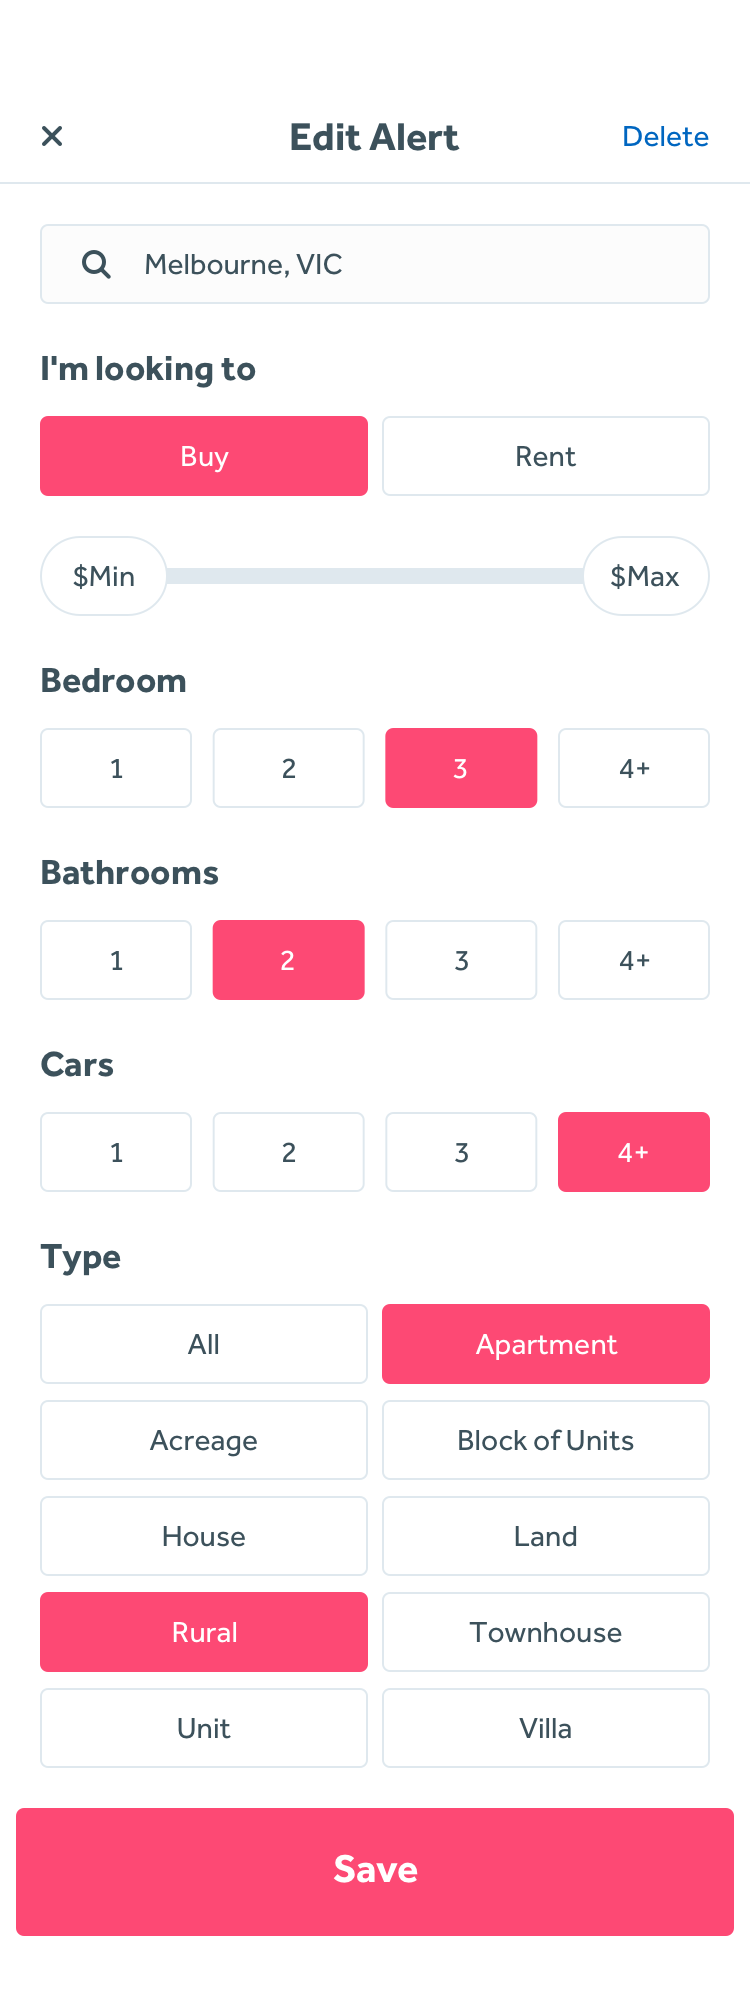 Edit Alert
Delete
Melbourne, VIC
I'm looking to
Buy
Rent
$Min
$Max
Bedroom
1
2
3
4+
Bathrooms
1
2
3
4+
Cars
1
2
3
4+
Type
All
Apartment
Acreage
Block of Units
House
Land
Rural
Townhouse
Unit
Villa
Save